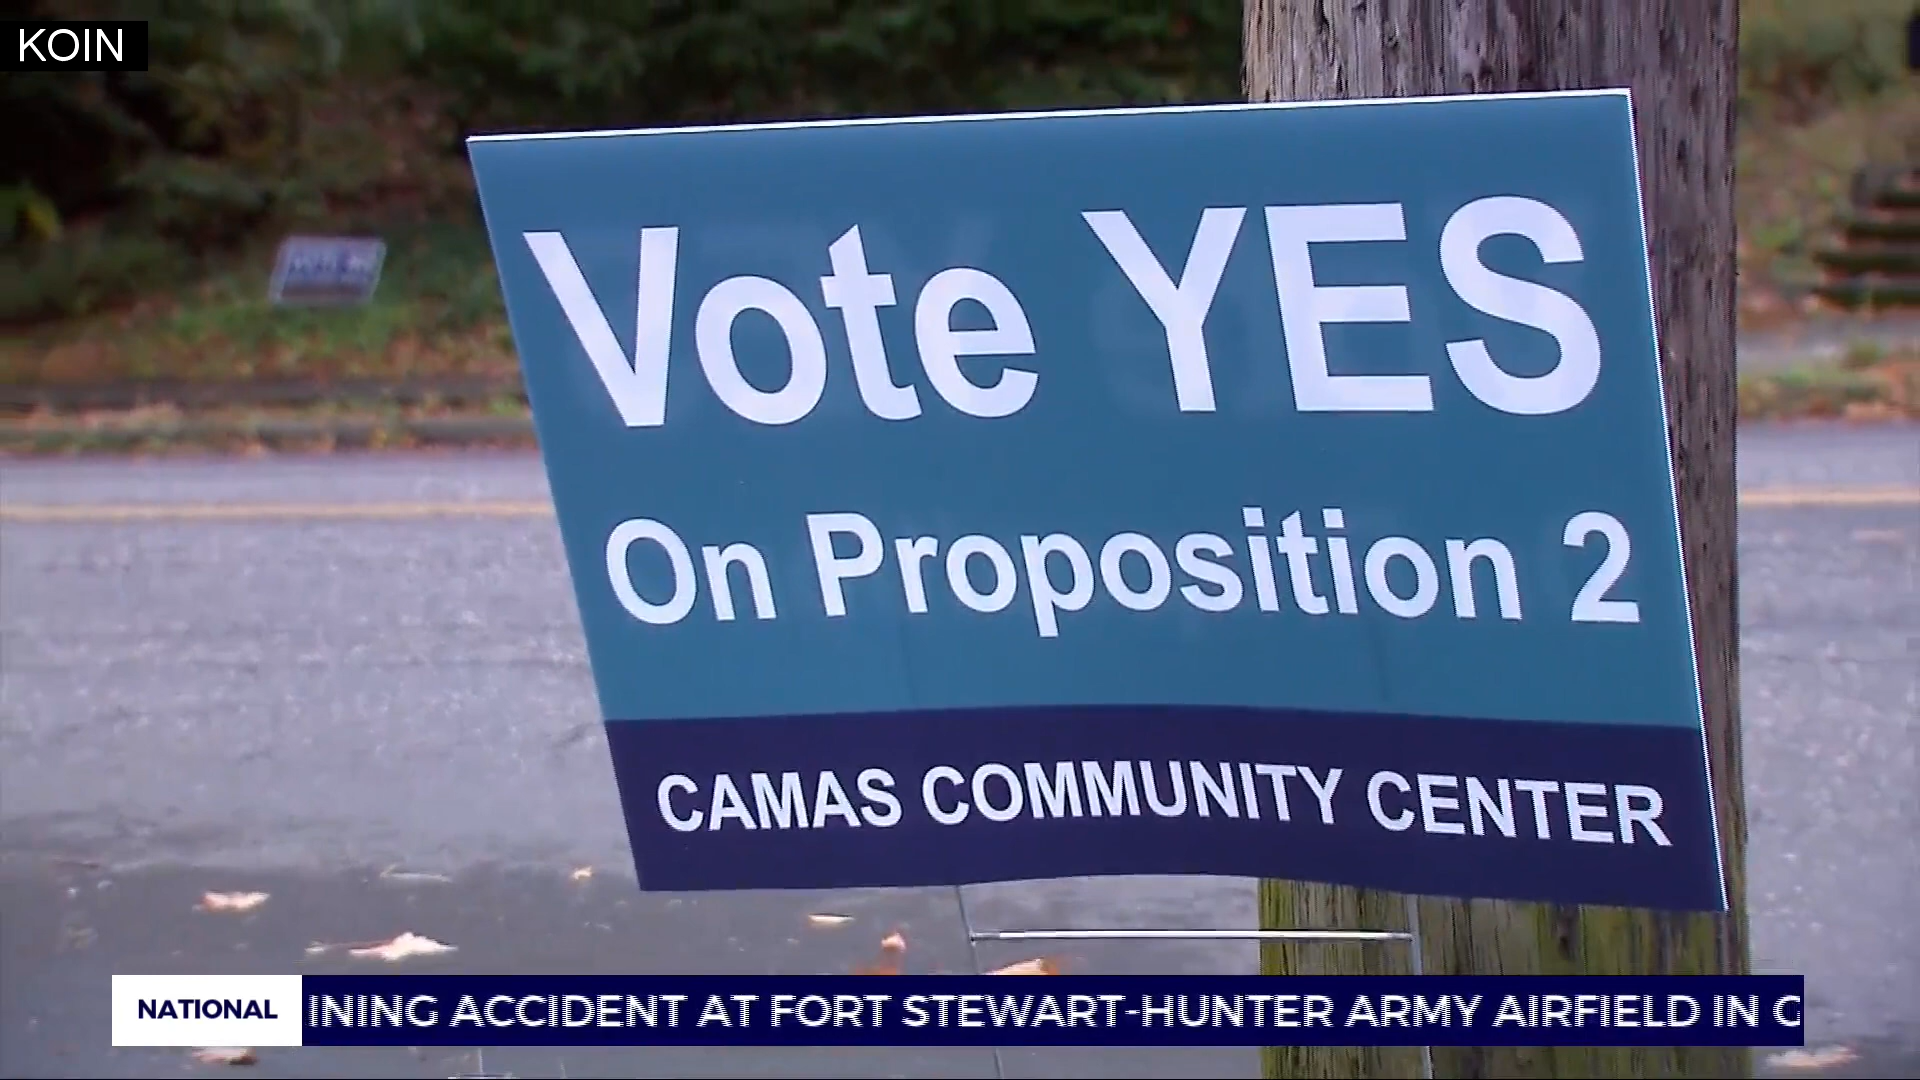 KOIN
Vote YES
On Proposition 2
CAMAS COMMUNITY CENTER
NATIONAL
INING ACCIDENT AT FORT STEWART-HUNTER ARMY AIRFIELD IN G